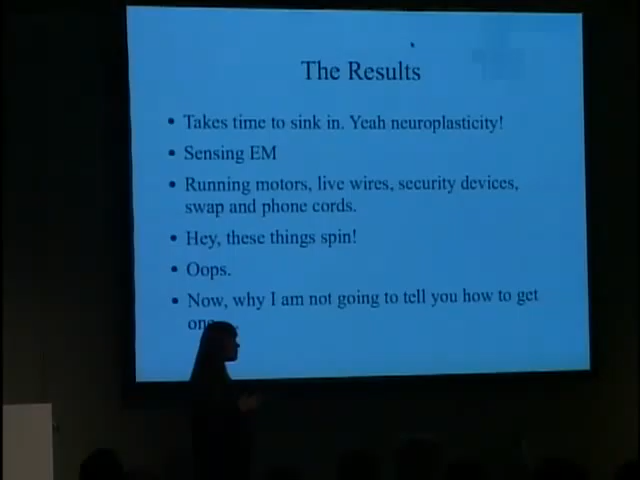 The Results
• Takes time to sink in. Yeah neuroplasticity!
• Sensing EM
• Running motors, live wires, security devices,
swap and phone cords.
• Hey, these things spin!
• Oops.
• Now, why I am not going to tell you how to get